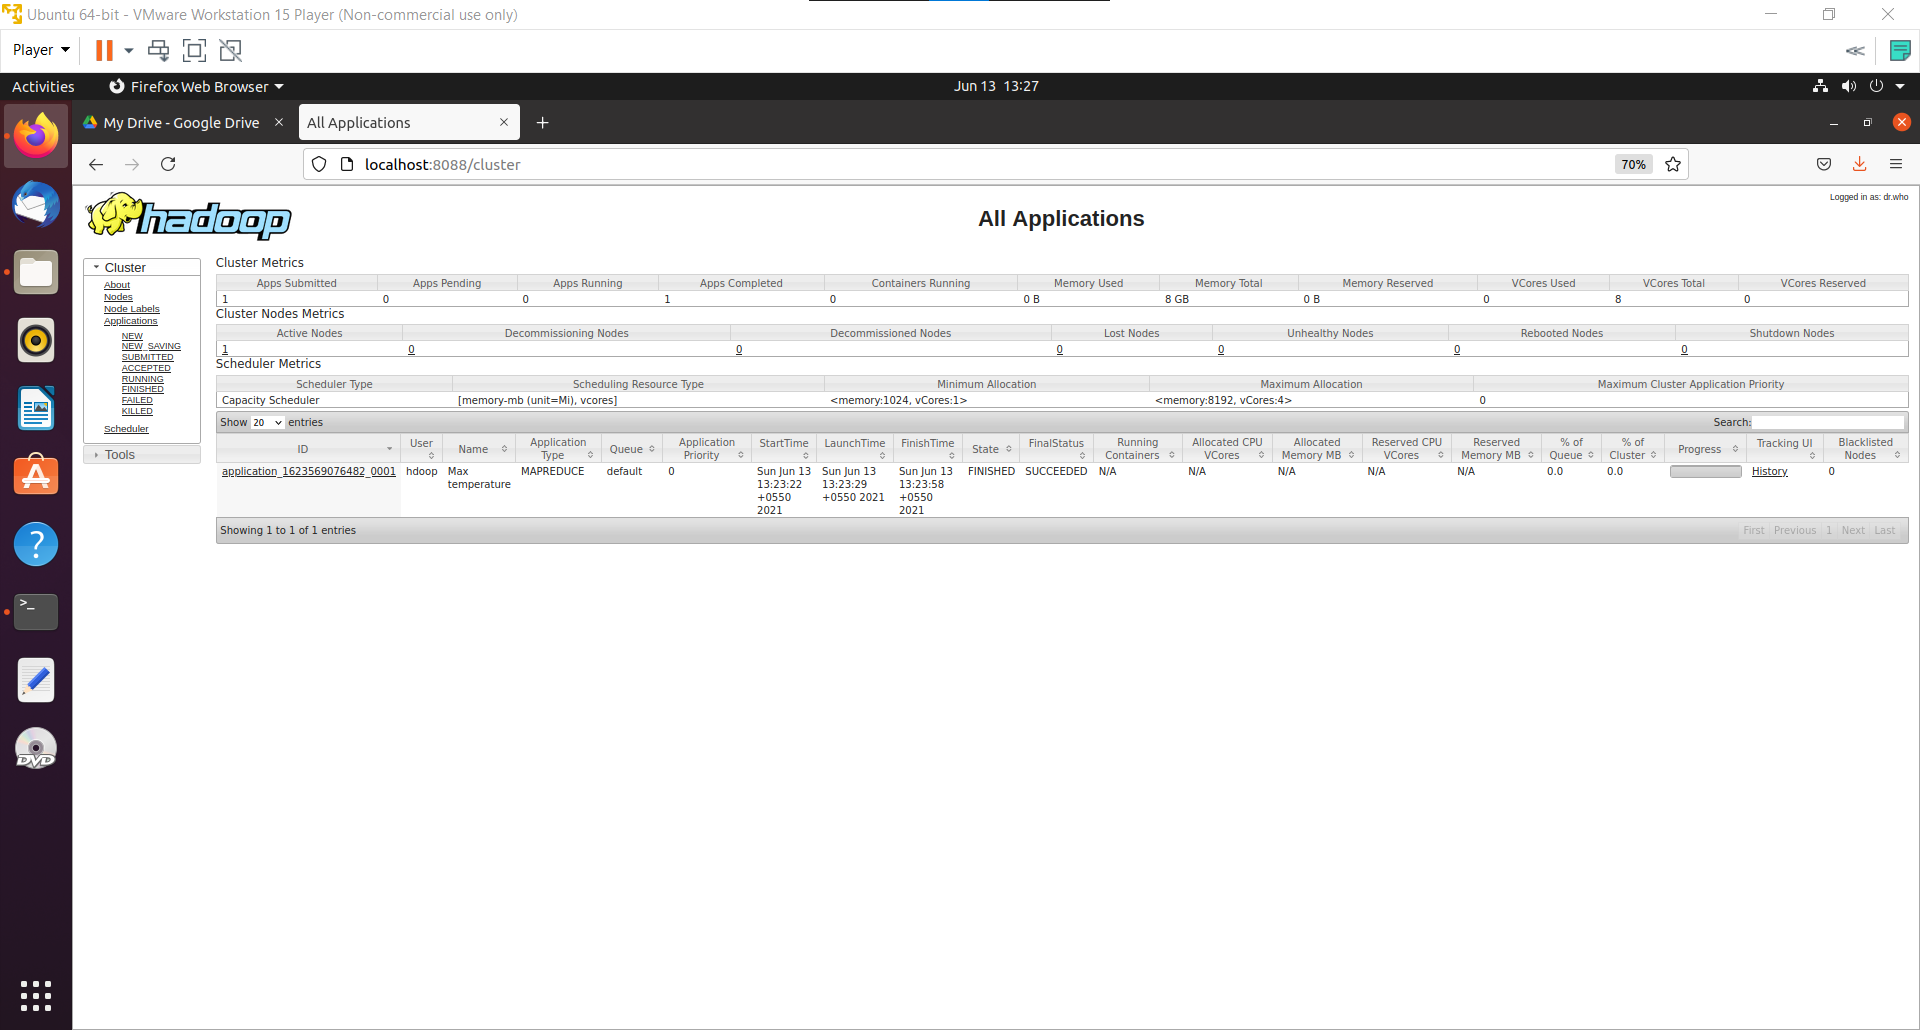 Ubuntu 64-bit - VMware Workstation 15 Player (Non-commercial use only)
Player
Activities
Firefox Web Browser
Jun 13 13:27
My Drive - Google Drive
All Applications
localhost:8088/cluster
70%
hadoop
All Applications
Logged in as: dr.who
Cluster
About
Nodes
Node Labels
Applications
NEW
NEW_SAVING
SUBMITTED
ACCEPTED
RUNNING
FINISHED
FAILED
KILLED
Scheduler
Tools
Cluster Metrics
Apps Submitted Apps Pending Apps Running Apps Completed Containers Running Memory Used Memory Total Memory Reserved VCores Used VCores Total VCores Reserved
1 0 0 1 0 0 B 8 GB 0 B 0 8 0
Cluster Nodes Metrics
Active Nodes Decommissioning Nodes Decommissioned Nodes Lost Nodes Unhealthy Nodes Rebooted Nodes Shutdown Nodes
1 0 0 0 0 0 0
Scheduler Metrics
Scheduler Type Scheduling Resource Type Minimum Allocation Maximum Allocation Maximum Cluster Application Priority
Capacity Scheduler [memory-mb (unit=Mi), vcores] <memory:1024, vCores:1> <memory:8192, vCores:4> 0
Show 20 entries Search:
ID User Name Application Type Queue Application Priority StartTime LaunchTime FinishTime State FinalStatus Running Containers Allocated CPU VCores Allocated Memory MB Reserved CPU VCores Reserved Memory MB % of Queue % of Cluster Progress Tracking UI Blacklisted Nodes
application_1623569076482_0001 hdoop Max temperature MAPREDUCE default 0 Sun Jun 13 13:23:22 +0550 2021 Sun Jun 13 13:23:29 +0550 2021 Sun Jun 13 13:23:58 +0550 2021 FINISHED SUCCEEDED N/A N/A N/A N/A N/A 0.0 0.0 History 0
Showing 1 to 1 of 1 entries First Previous 1 Next Last
DVD